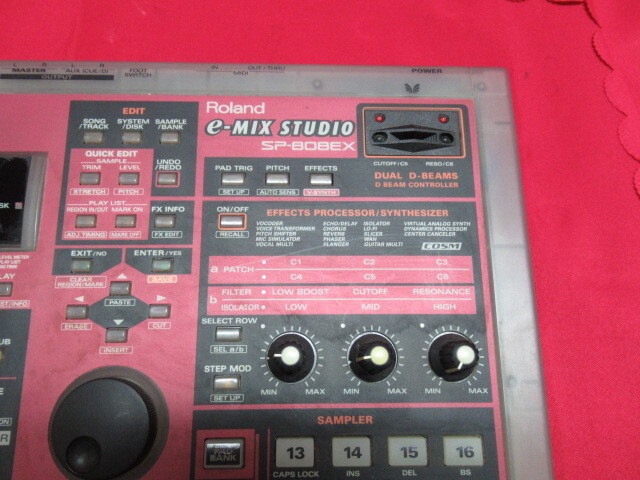 L R L R
MASTER AUX (CUE/DI)
OUTPUT
FOOT
SWITCH
IN OUT/THRU
MIDI
POWER
EDIT
SONG
/TRACK
SYSTEM
/DISK
SAMPLE
/BANK
QUICK EDIT
SAMPLE
TRIM LEVEL
STRETCH PITCH
UNDO
/REDO
PLAY LIST
REGION IN/OUT MARK ON
ADJ.TIMING MARK OFF
FX INFO
FX EDIT
EXIT/NO
ENTER/YES
CLEAR
REGION/MARK
SAVE
PASTE
ERASE
CUT
INSERT
Roland
e-MIX STUDIO
SP-808EX
CUTOFF/C5 RESO/C6
DUAL D-BEAMS
D BEAM CONTROLLER
PAD TRIG PITCH EFFECTS
SET UP AUTO SENS V-SYNTH
ON/OFF
RECALL
EFFECTS PROCESSOR/SYNTHESIZER
VOCODER ECHO/DELAY ISOLATOR VIRTUAL ANALOG SYNTH
VOICE TRANSFORMER CHORUS LO-FI DYNAMICS PROCESSOR
PITCH SHIFTER REVERB SLICER CENTER CANCELER
MIC SIMULATOR PHASER WAH
VOCAL MULTI FLANGER GUITAR MULTI
COSM
a PATCH
C1 C2 C3
C4 C5 C6
b FILTER LOW BOOST CUTOFF RESONANCE
ISOLATOR LOW MID HIGH
SELECT ROW
SEL a/b
STEP MOD
SET UP
MIN MAX MIN MAX MIN MAX
SAMPLER
PAD
BANK
13 14 15 16
CAPS LOCK INS DEL BS